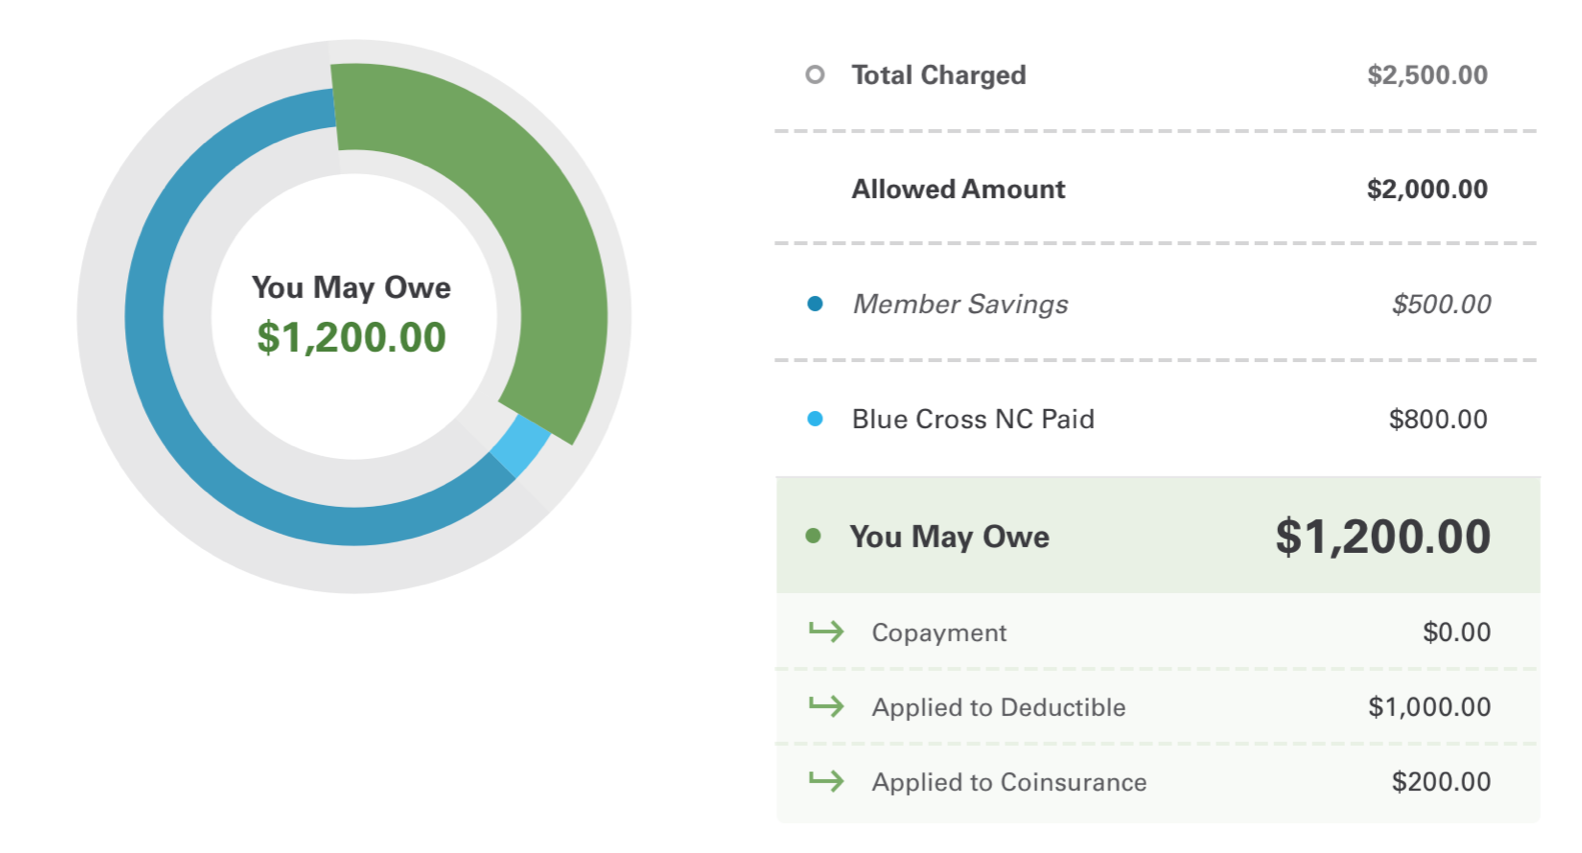 You May Owe
$1,200.00
Total Charged $2,500.00
Allowed Amount $2,000.00
Member Savings $500.00
Blue Cross NC Paid $800.00
You May Owe $1,200.00
Copayment $0.00
Applied to Deductible $1,000.00
Applied to Coinsurance $200.00